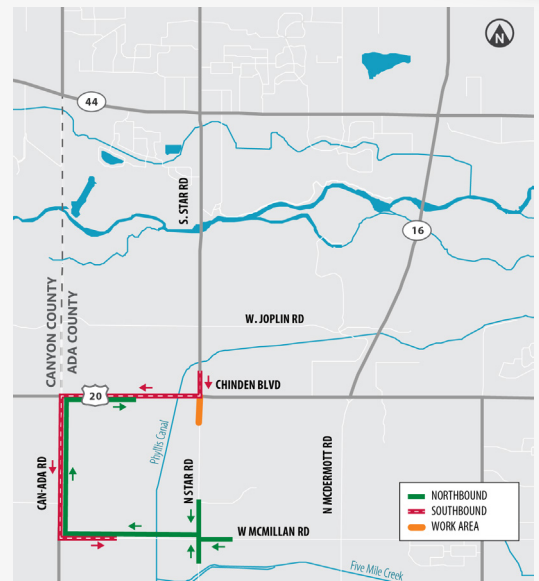 N
44
S. STAR RD
16
CANYON COUNTY
ADA COUNTY
W. JOPLIN RD
CHINDEN BLVD
20
Phyllis Canal
CAN-ADA RD
N STAR RD
N MCDERMOTT RD
W MCMILLAN RD
NORTHBOUND
SOUTHBOUND
WORK AREA
Five Mile Creek